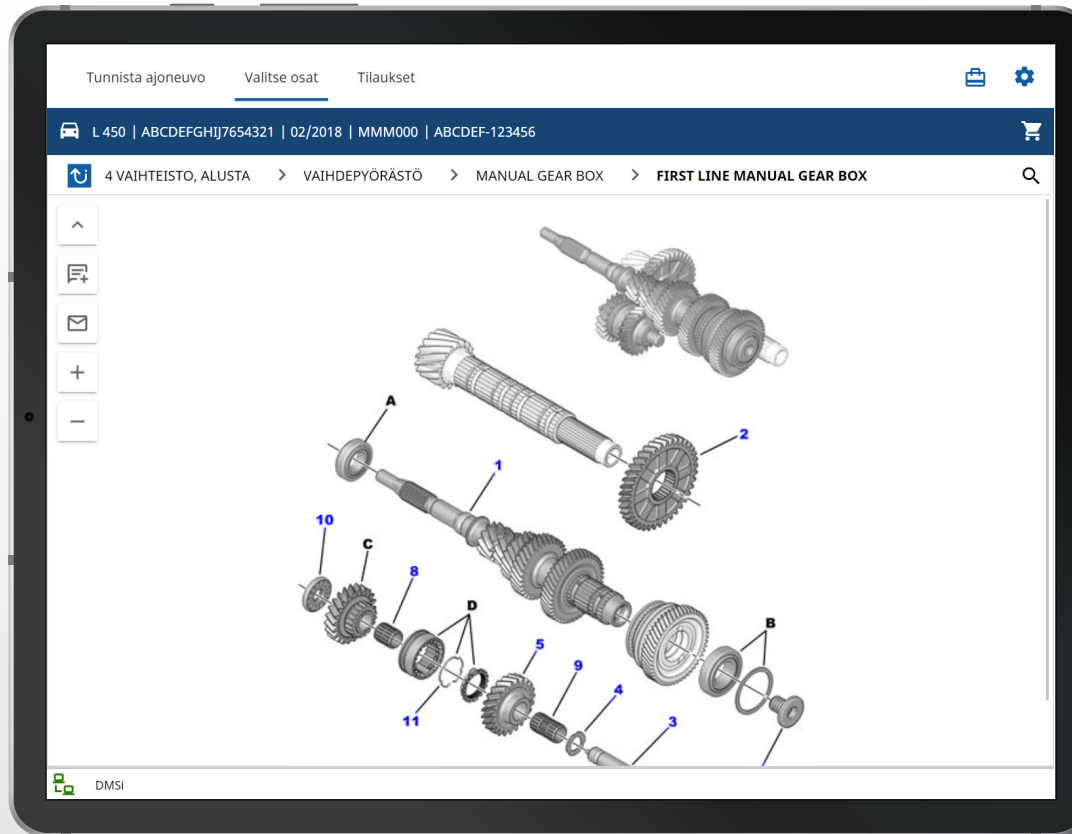 Tunnista ajoneuvo Valitse osat Tilaukset
L 450 | ABCDEFGHIJ7654321 | 02/2018 | MMM000 | ABCDEF-123456
4 VAIHTEISTO, ALUSTA > VAIHDEPYÖRÄSTÖ > MANUAL GEAR BOX > FIRST LINE MANUAL GEAR BOX
A
2
1
10
C
8
D
B
5
9
4
11
3
DMSi